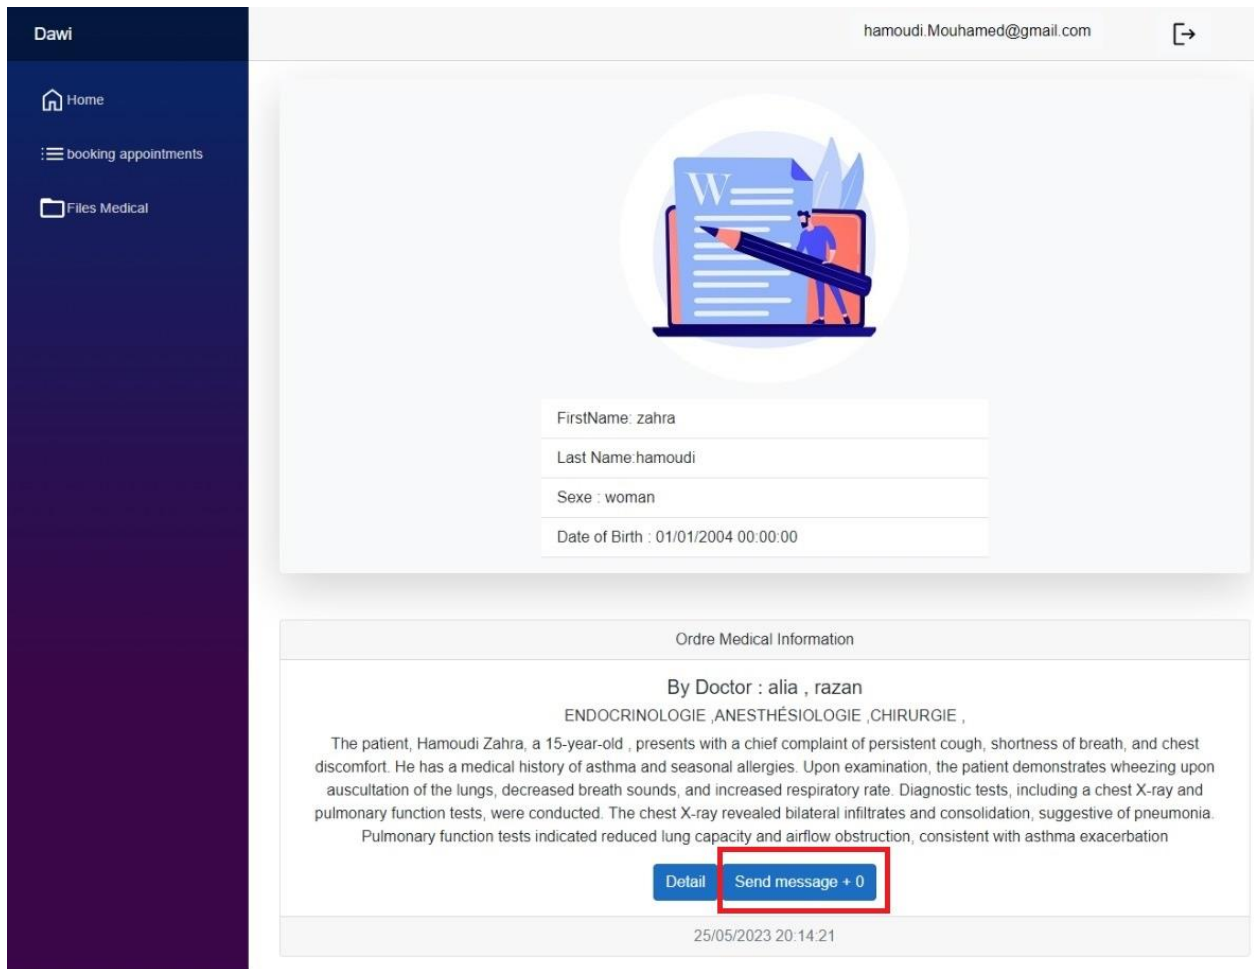 Dawi
hamoudi.Mouhamed@gmail.com
Home
booking appointments
Files Medical
W
FirstName: zahra
Last Name:hamoudi
Sexe : woman
Date of Birth : 01/01/2004 00:00:00
Ordre Medical Information
By Doctor : alia , razan
ENDOCRINOLOGIE ,ANESTHÉSIOLOGIE ,CHIRURGIE ,
The patient, Hamoudi Zahra, a 15-year-old , presents with a chief complaint of persistent cough, shortness of breath, and chest
discomfort. He has a medical history of asthma and seasonal allergies. Upon examination, the patient demonstrates wheezing upon
auscultation of the lungs, decreased breath sounds, and increased respiratory rate. Diagnostic tests, including a chest X-ray and
pulmonary function tests, were conducted. The chest X-ray revealed bilateral infiltrates and consolidation, suggestive of pneumonia.
Pulmonary function tests indicated reduced lung capacity and airflow obstruction, consistent with asthma exacerbation
Detail
Send message + 0
25/05/2023 20:14:21